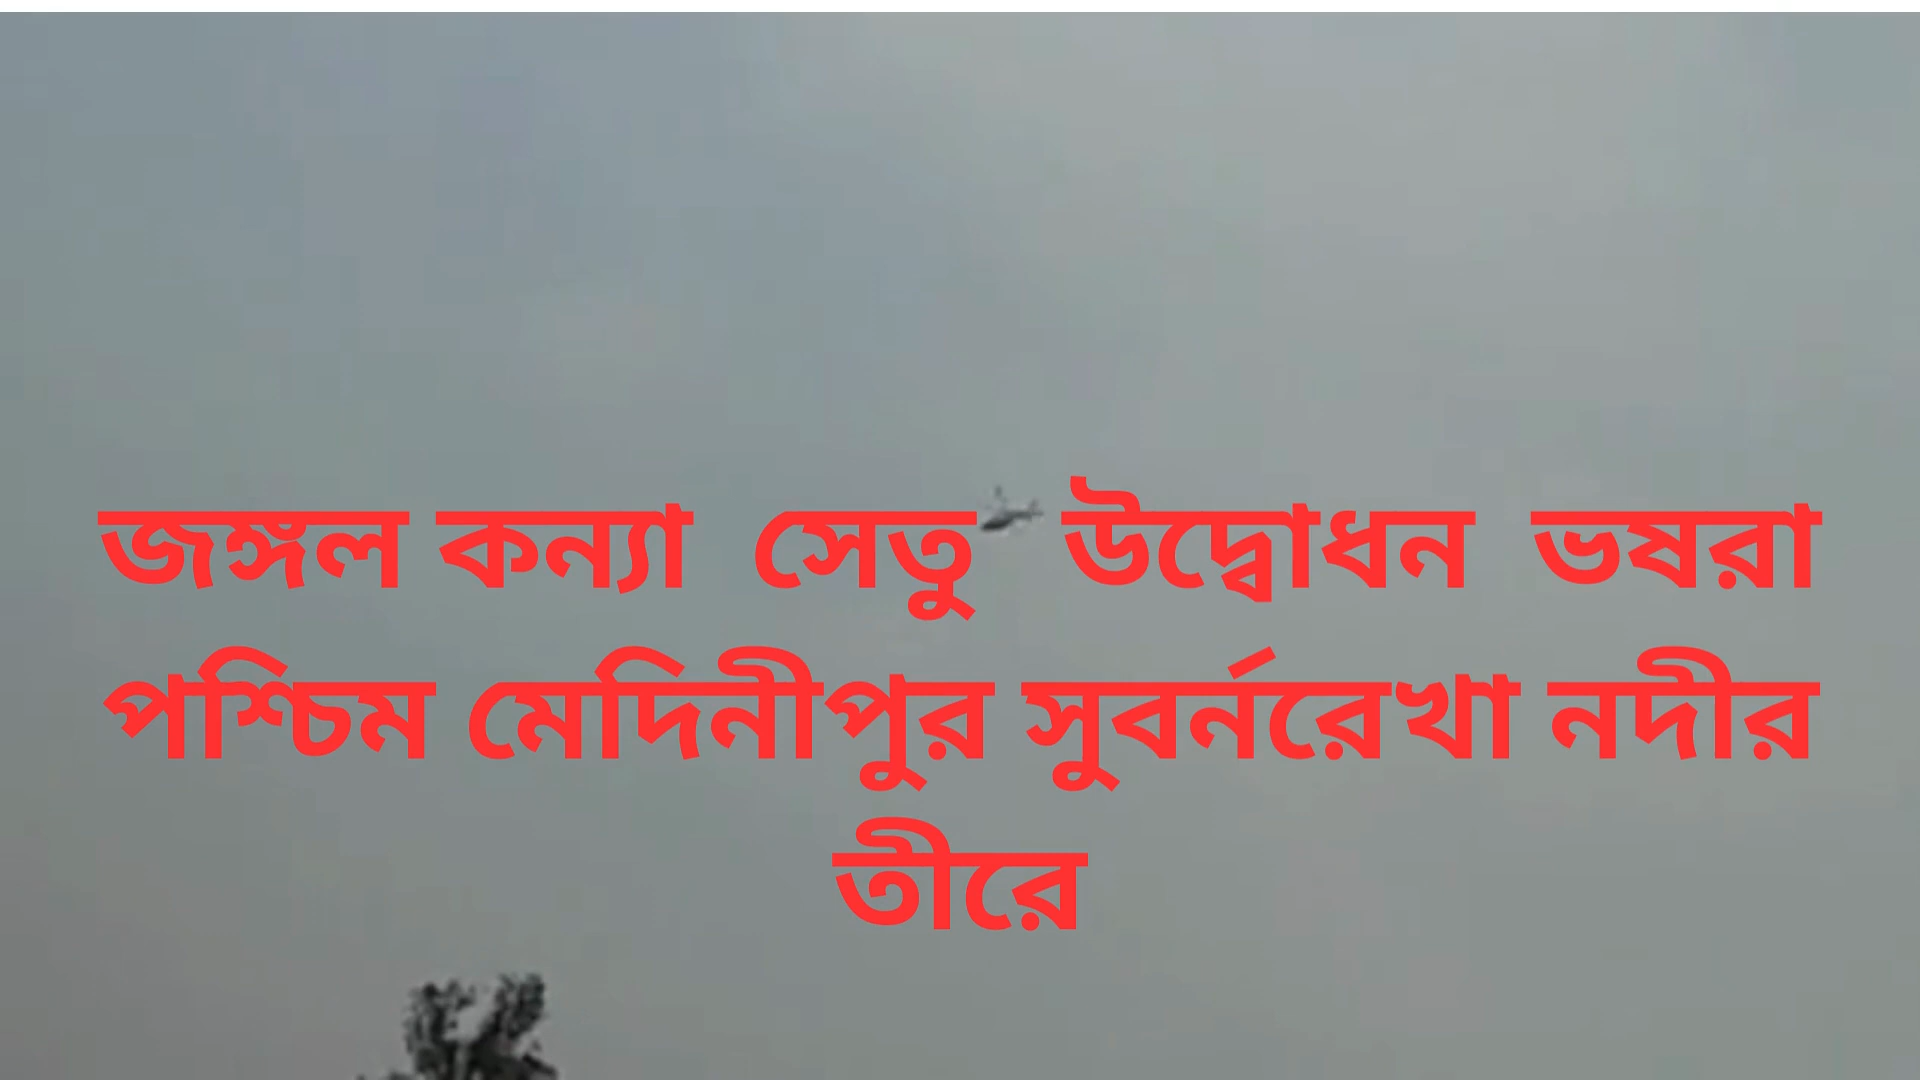 জঙ্গল কন্যা সেতু উদ্বোধন ভষরা
পশ্চিম মেদিনীপুর সুবর্নরেখা নদীর
তীরে